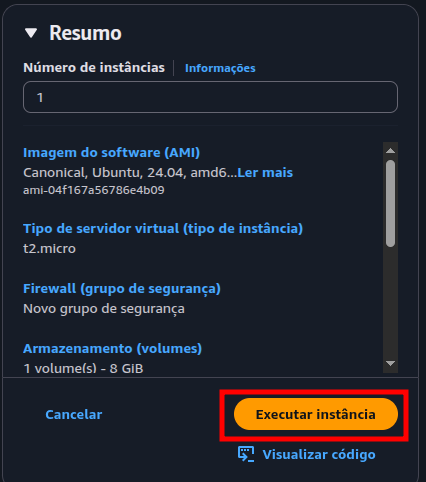 Resumo
Número de instâncias
Informações
1
Imagem do software (AMI)
Canonical, Ubuntu, 24.04, amd6...Ler mais
ami-04f167a56786e4b09
Tipo de servidor virtual (tipo de instância)
t2.micro
Firewall (grupo de segurança)
Novo grupo de segurança
Armazenamento (volumes)
1 volume(s) - 8 GiB
Cancelar
Executar instância
Visualizar código